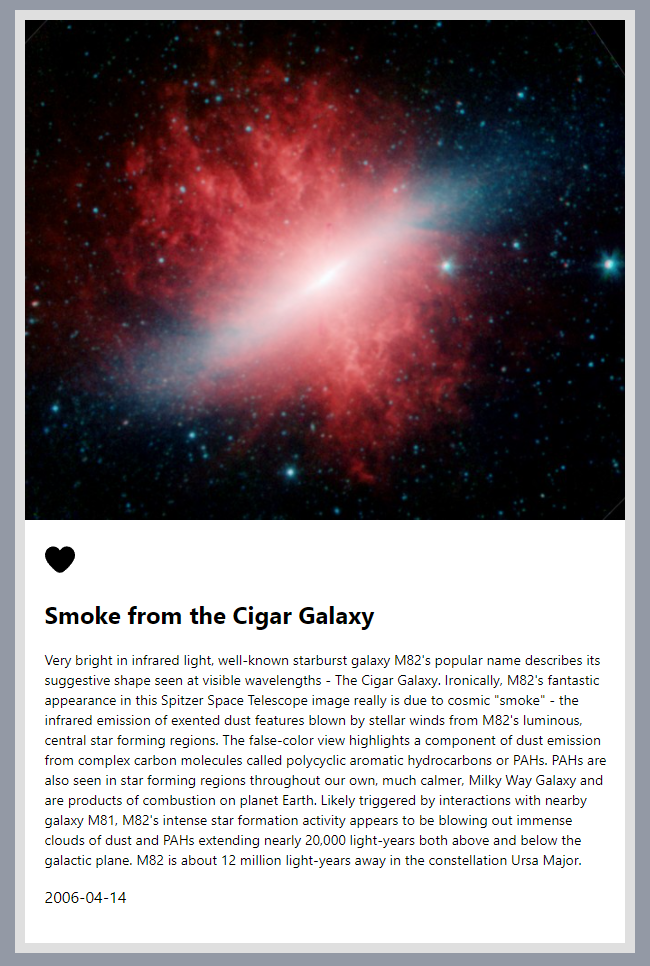 Smoke from the Cigar Galaxy
Very bright in infrared light, well-known starburst galaxy M82's popular name describes its
suggestive shape seen at visible wavelengths - The Cigar Galaxy. Ironically, M82's fantastic
appearance in this Spitzer Space Telescope image really is due to cosmic "smoke" - the
infrared emission of exented dust features blown by stellar winds from M82's luminous,
central star forming regions. The false-color view highlights a component of dust emission
from complex carbon molecules called polycyclic aromatic hydrocarbons or PAHs. PAHs are
also seen in star forming regions throughout our own, much calmer, Milky Way Galaxy and
are products of combustion on planet Earth. Likely triggered by interactions with nearby
galaxy M81, M82's intense star formation activity appears to be blowing out immense
clouds of dust and PAHs extending nearly 20,000 light-years both above and below the
galactic plane. M82 is about 12 million light-years away in the constellation Ursa Major.
2006-04-14